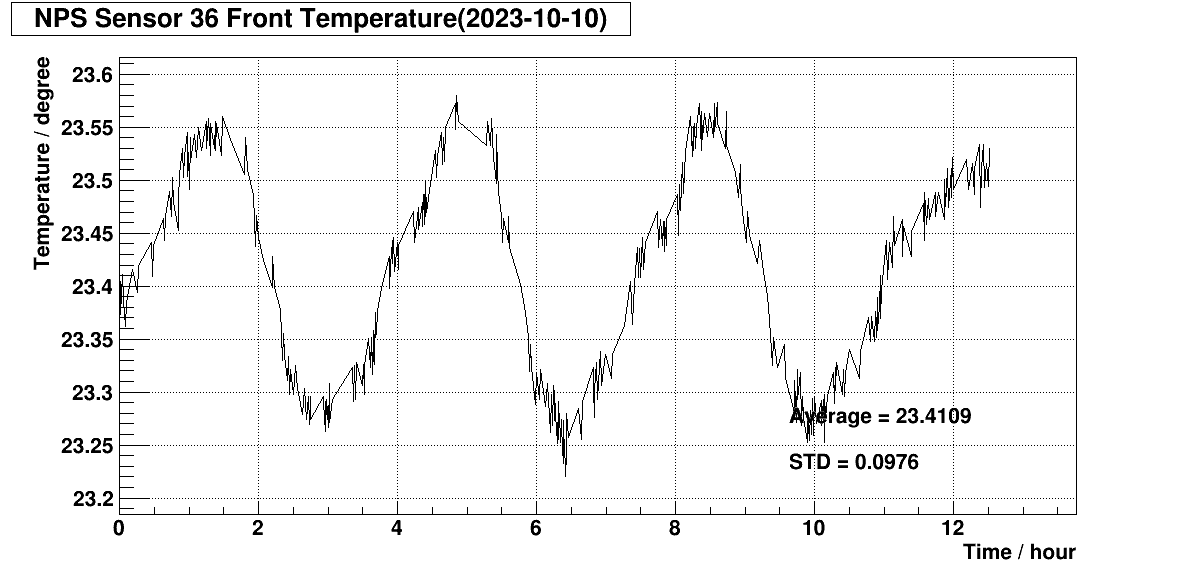 NPS Sensor 36 Front Temperature(2023-10-10)
Temperature / degree
23.6
23.55
23.5
23.45
23.4
23.35
23.3
23.25
23.2
Average = 23.4109
STD = 0.0976
0 2 4 6 8 10 12
Time / hour